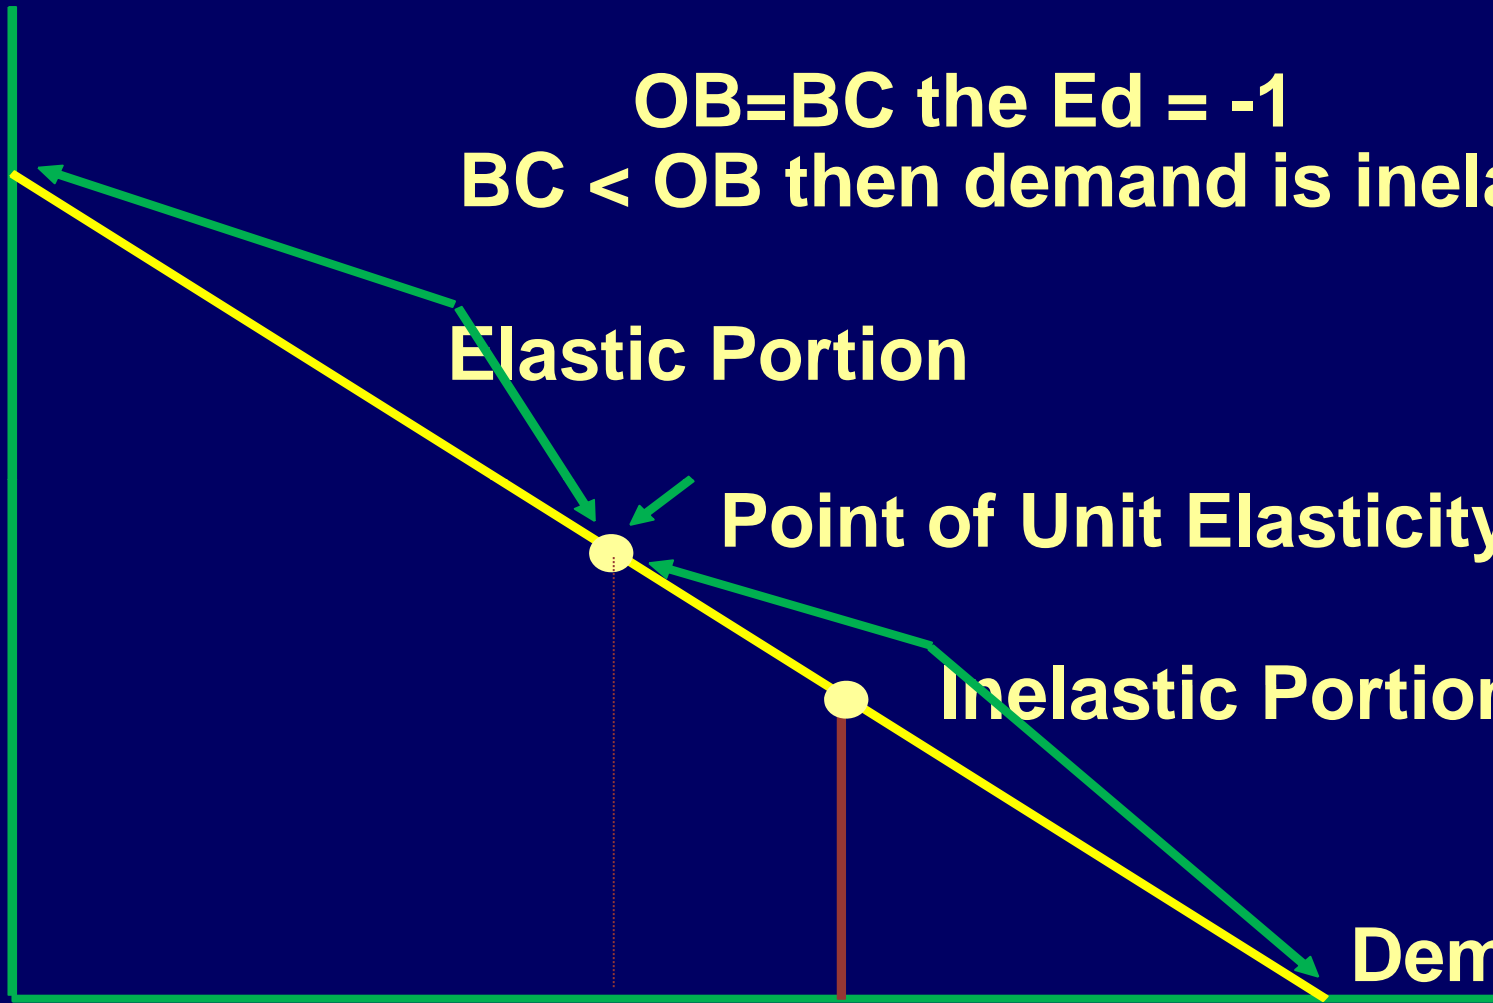 OB=BC the Ed = -1
BC < OB then demand is inela
Elastic Portion
Point of Unit Elasticity
Inelastic Portion
Dem